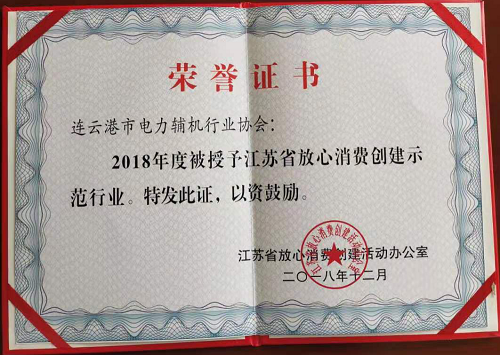 荣誉证书
连云港市电力辅机行业协会：
2018年度被授予江苏省放心消费创建示
范行业。特发此证，以资鼓励。
江苏省放心消费创建活动办公室
二〇一八年十二月